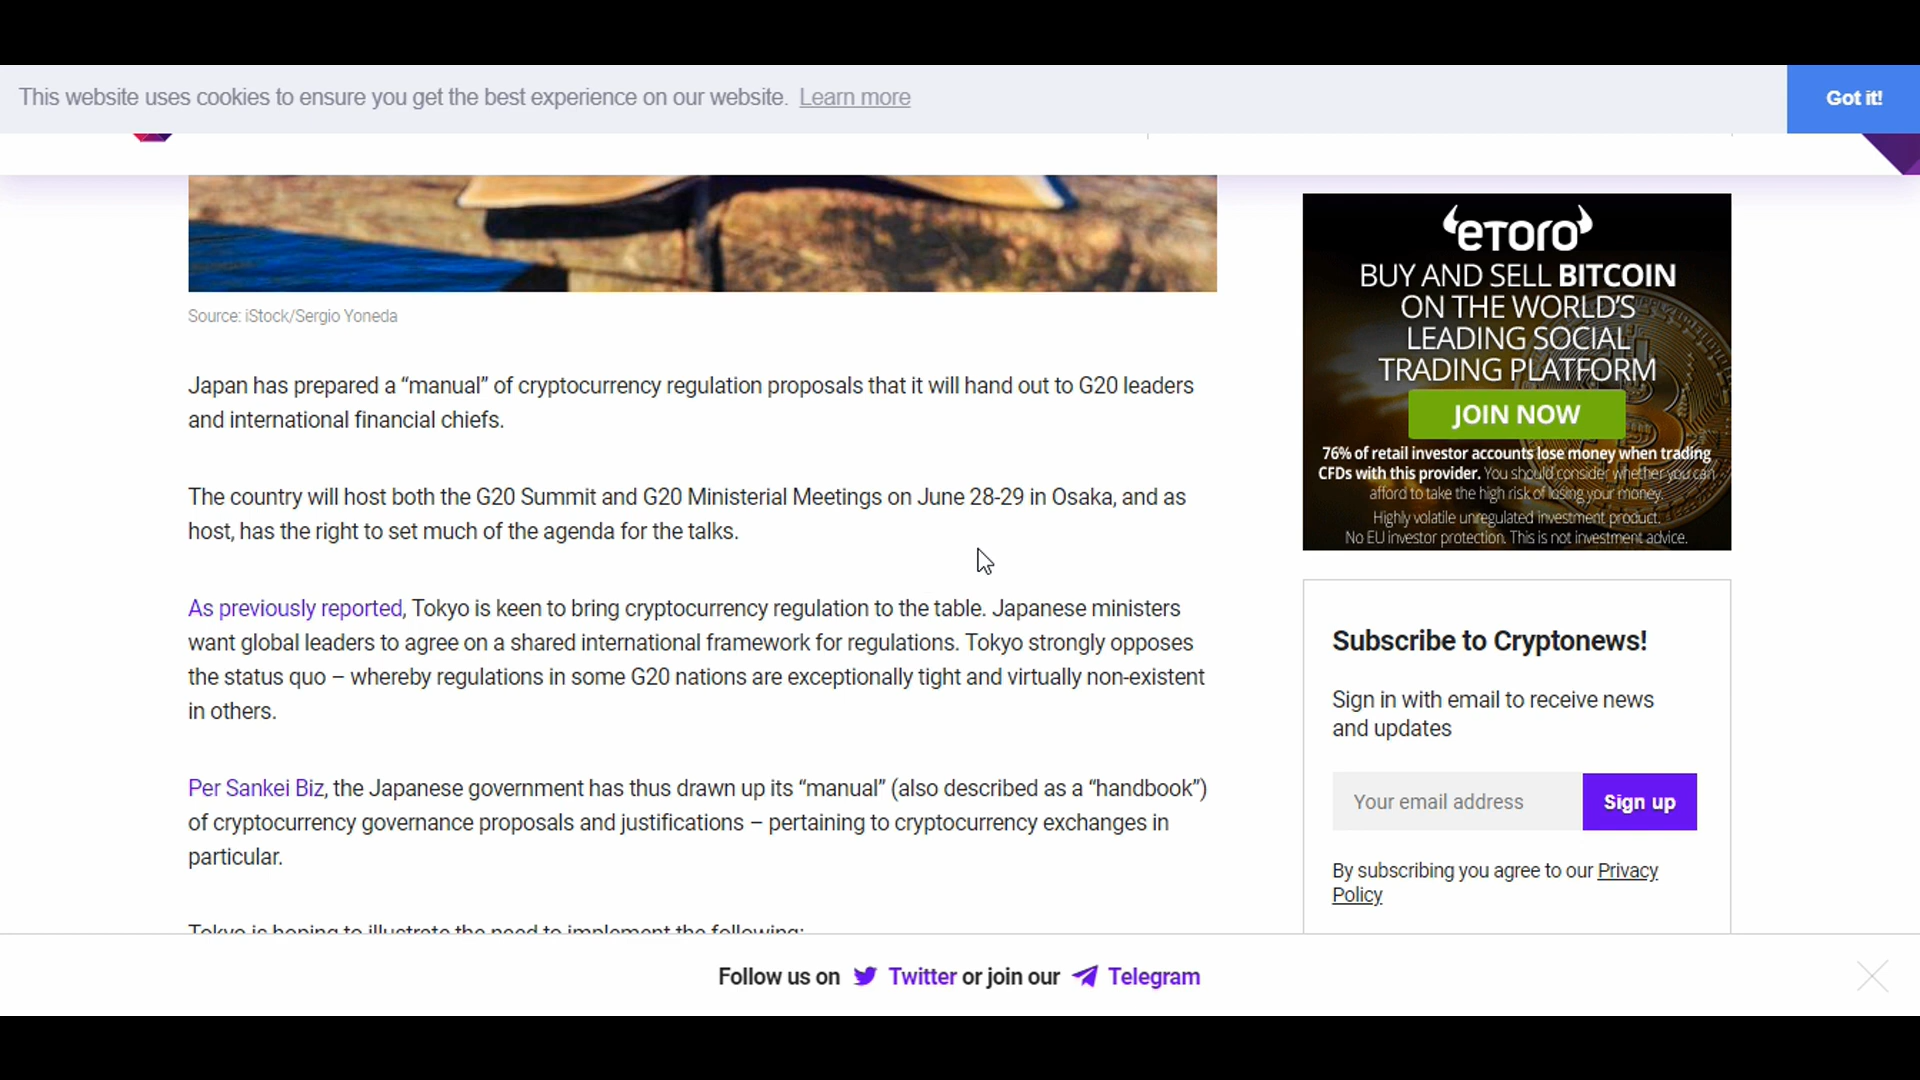 This website uses cookies to ensure you get the best experience on our website. Learn more
Got it!
Source: iStock/Sergio Yoneda
Japan has prepared a “manual” of cryptocurrency regulation proposals that it will hand out to G20 leaders
and international financial chiefs.
The country will host both the G20 Summit and G20 Ministerial Meetings on June 28-29 in Osaka, and as
host, has the right to set much of the agenda for the talks.
As previously reported, Tokyo is keen to bring cryptocurrency regulation to the table. Japanese ministers
want global leaders to agree on a shared international framework for regulations. Tokyo strongly opposes
the status quo – whereby regulations in some G20 nations are exceptionally tight and virtually non-existent
in others.
Per Sankei Biz, the Japanese government has thus drawn up its “manual” (also described as a “handbook”)
of cryptocurrency governance proposals and justifications – pertaining to cryptocurrency exchanges in
particular.
Tokyo is hoping to illustrate the need to implement the following:
eToro
BUY AND SELL BITCOIN
ON THE WORLD'S
LEADING SOCIAL
TRADING PLATFORM
JOIN NOW
76% of retail investor accounts lose money when trading
CFDs with this provider. You should consider whether you can
afford to take the high risk of losing your money.
Highly volatile unregulated investment product.
No EU investor protection. This is not investment advice.
Subscribe to Cryptonews!
Sign in with email to receive news
and updates
Your email address
Sign up
By subscribing you agree to our Privacy
Policy
Follow us on Twitter or join our Telegram